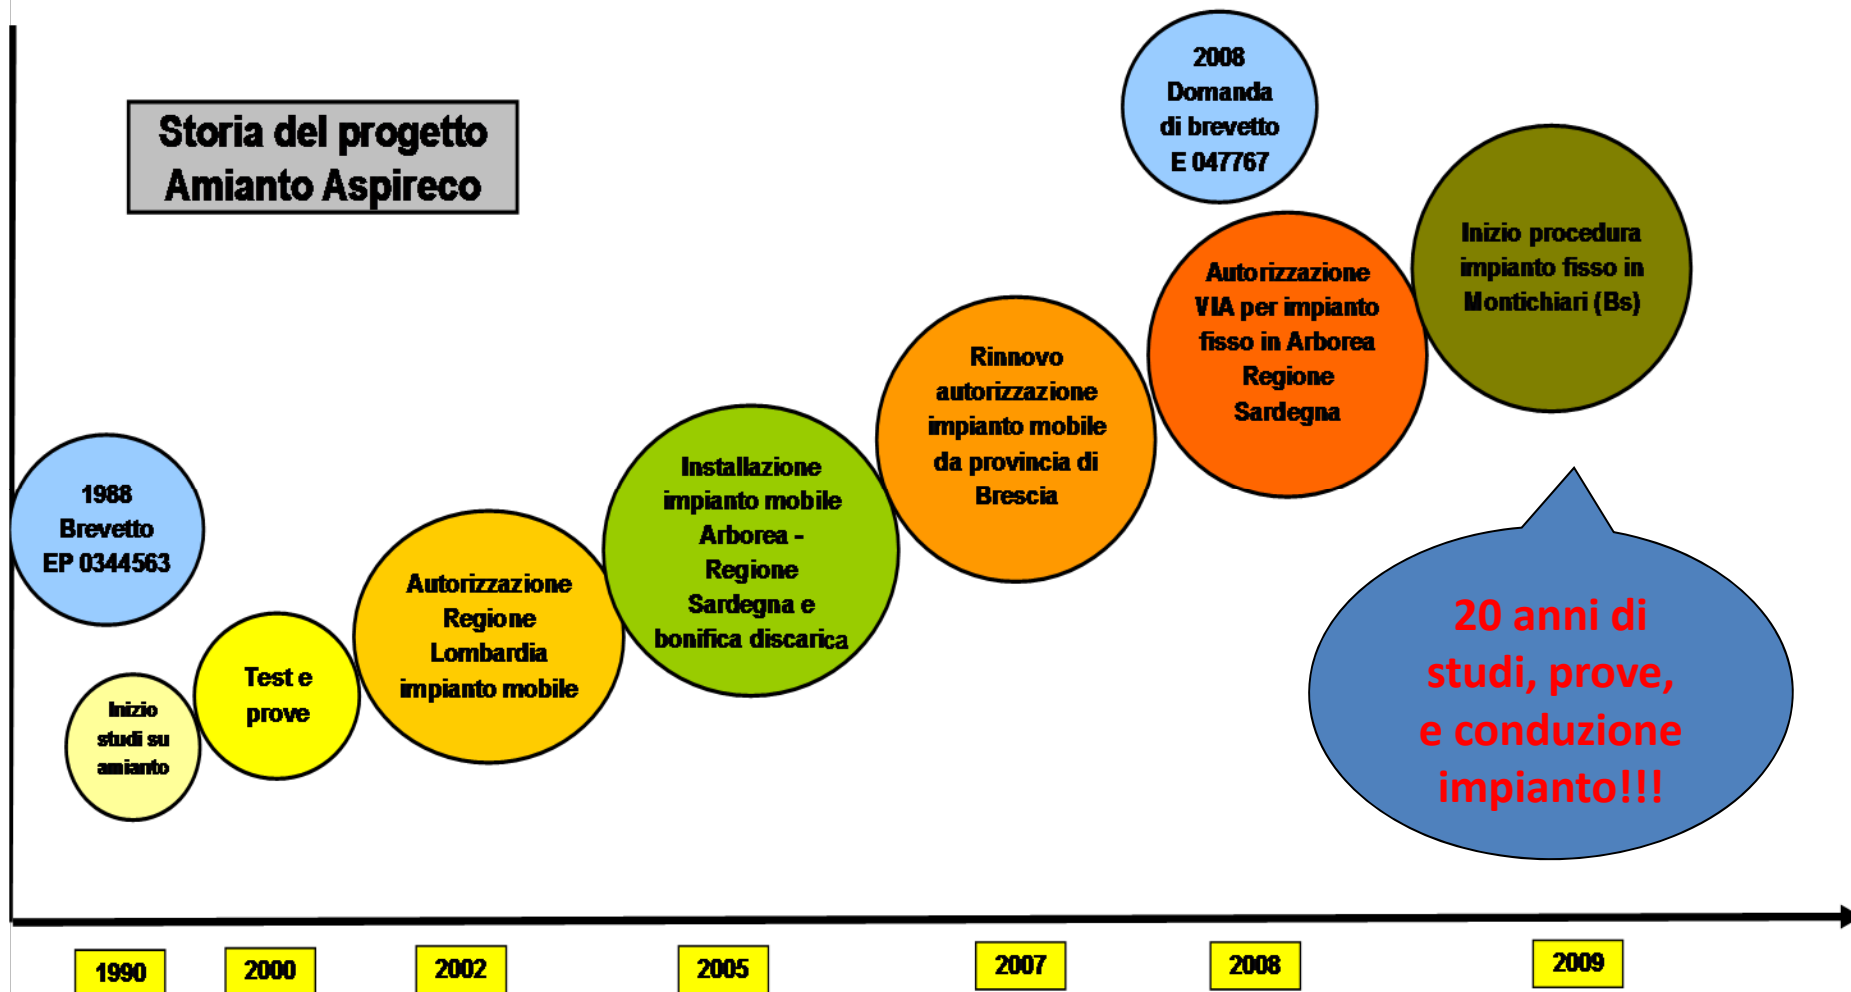 Storia del progetto
Amianto Aspireco
1988
Brevetto
EP 0344563
Inizio
studi su
amianto
Test e
prove
Autorizzazione
Regione
Lombardia
impianto mobile
Installazione
impianto mobile
Arborea -
Regione
Sardegna e
bonifica discarica
Rinnovo
autorizzazione
impianto mobile
da provincia di
Brescia
2008
Domanda
di brevetto
E 047767
Autorizzazione
VIA per impianto
fisso in Arborea
Regione
Sardegna
Inizio procedura
impianto fisso in
Montichiari (Bs)
20 anni di
studi, prove,
e conduzione
impianto!!!
1990
2000
2002
2005
2007
2008
2009